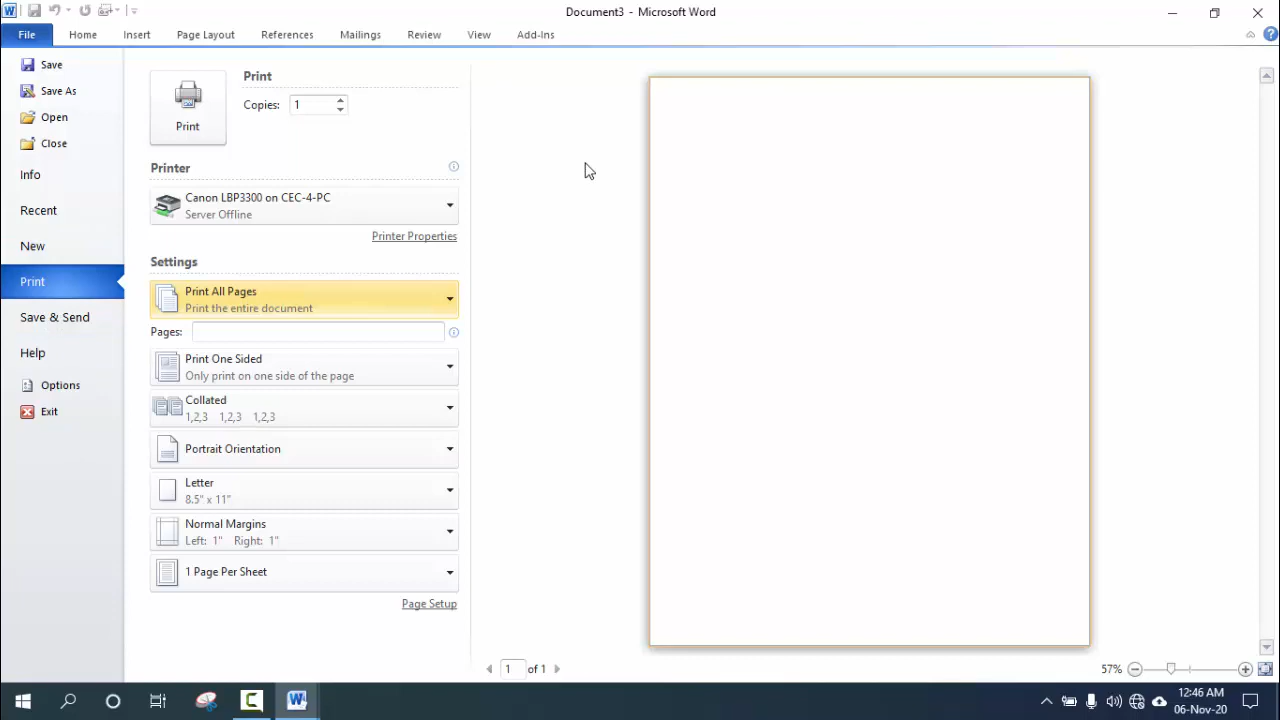 Document3 - Microsoft Word
File Home Insert Page Layout References Mailings Review View Add-Ins
Save
Save As
Open
Close
Info
Recent
New
Print
Save & Send
Help
Options
Exit
Print
Print
Copies: 1
Printer
Canon LBP3300 on CEC-4-PC
Server Offline
Printer Properties
Settings
Print All Pages
Print the entire document
Pages:
Print One Sided
Only print on one side of the page
Collated
1,2,3 1,2,3 1,2,3
Portrait Orientation
Letter
8.5" x 11"
Normal Margins
Left: 1" Right: 1"
1 Page Per Sheet
Page Setup
1 of 1
57%
12:46 AM
06-Nov-20